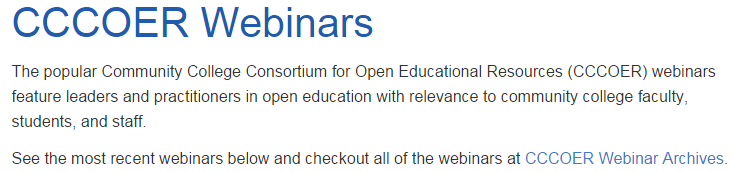 CCCOER Webinars
The popular Community College Consortium for Open Educational Resources (CCCOER) webinars
feature leaders and practitioners in open education with relevance to community college faculty,
students, and staff.
See the most recent webinars below and checkout all of the webinars at CCCOER Webinar Archives.